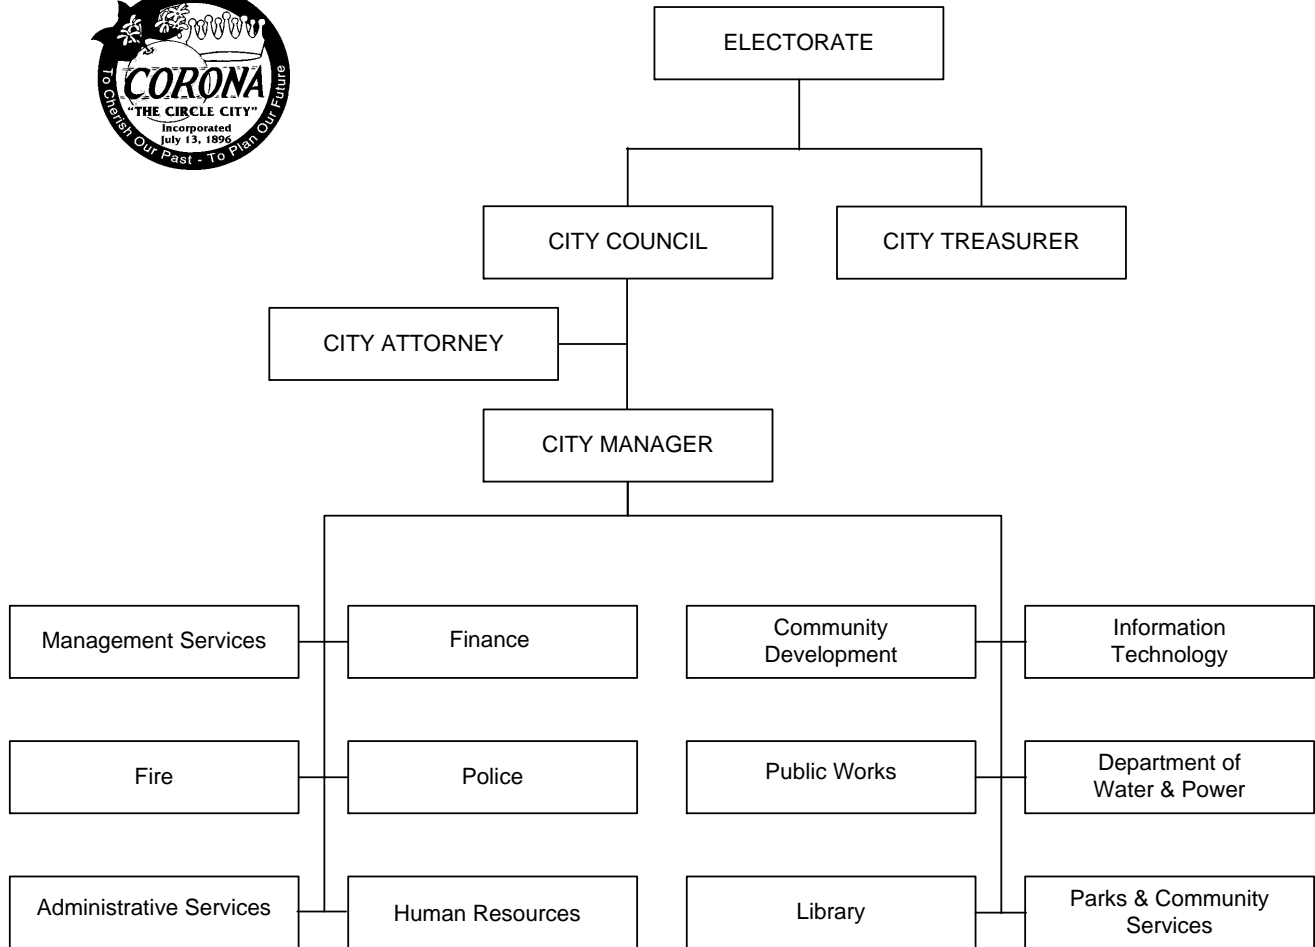 CORONA
"THE CIRCLE CITY"
Incorporated
July 13, 1896
To Cherish Our Past - To Plan Our Future
ELECTORATE
CITY COUNCIL
CITY TREASURER
CITY ATTORNEY
CITY MANAGER
Management Services
Finance
Community
Development
Information
Technology
Fire
Police
Public Works
Department of
Water & Power
Administrative Services
Human Resources
Library
Parks & Community
Services